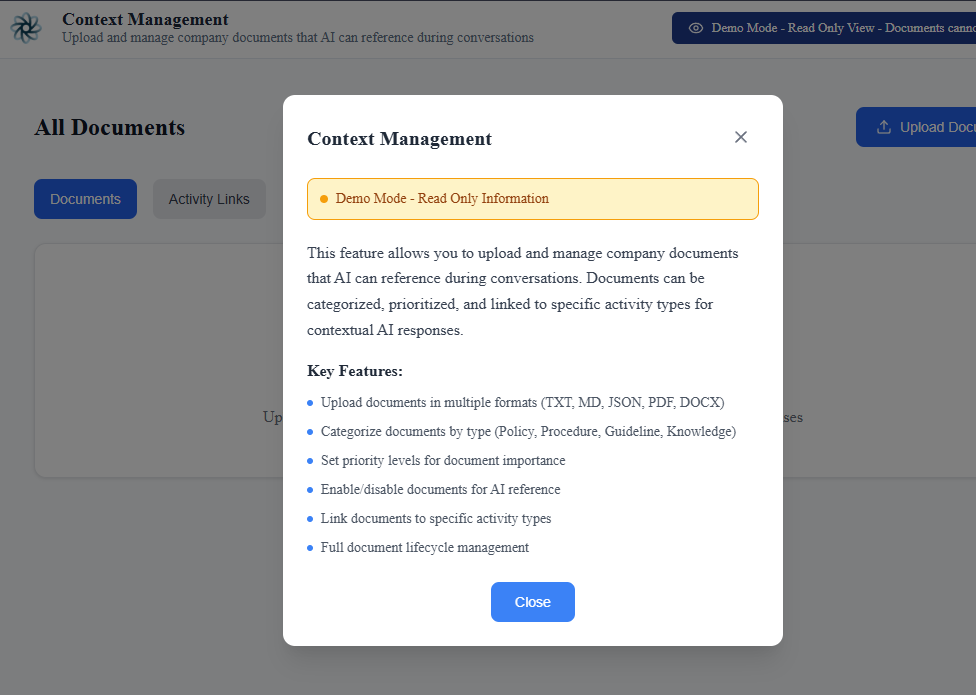 Context Management
Upload and manage company documents that AI can reference during conversations
Demo Mode - Read Only View - Documents
All Documents
Upload
Documents
Activity Links
Context Management
Demo Mode - Read Only Information
This feature allows you to upload and manage company documents
that AI can reference during conversations. Documents can be
categorized, prioritized, and linked to specific activity types for
contextual AI responses.
Key Features:
Upload documents in multiple formats (TXT, MD, JSON, PDF, DOCX)
Categorize documents by type (Policy, Procedure, Guideline, Knowledge)
Set priority levels for document importance
Enable/disable documents for AI reference
Link documents to specific activity types
Full document lifecycle management
Close